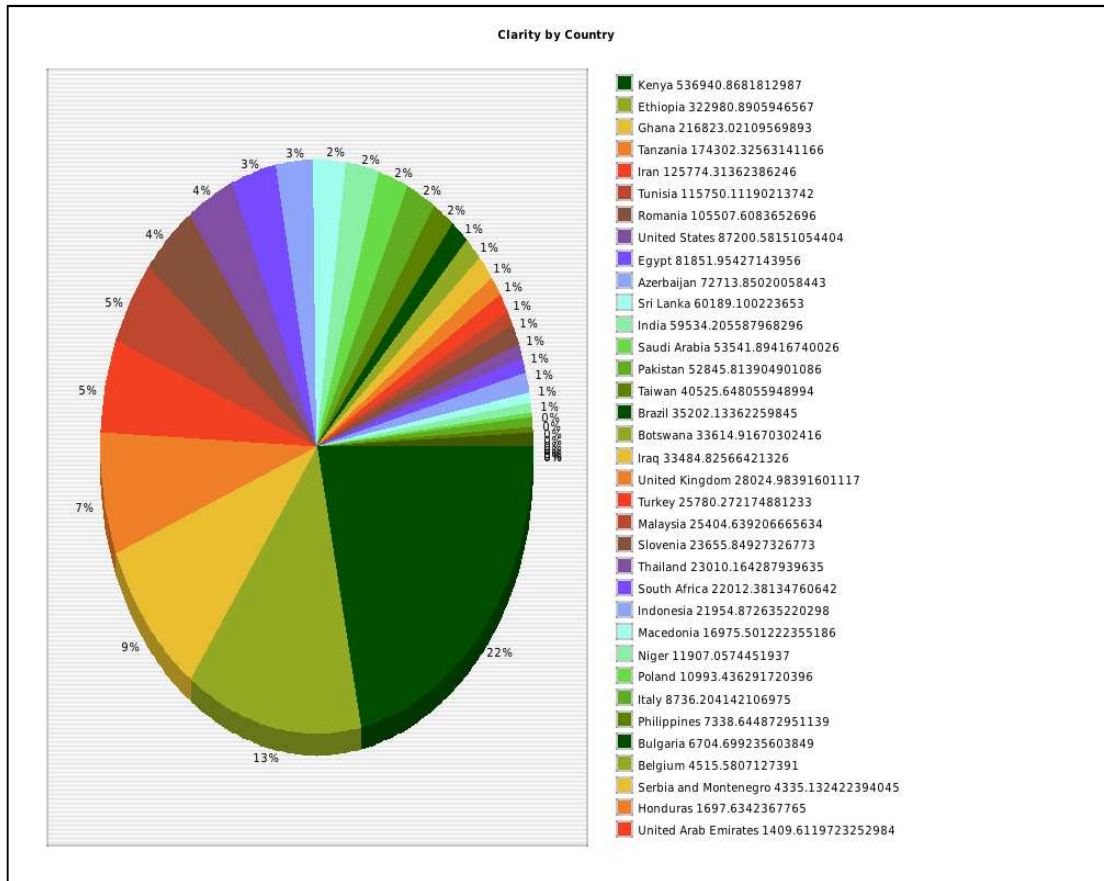 Clarity by Country
3%
3%
2%
2%
2%
2%
2%
1%
1%
1%
1%
1%
1%
1%
1%
1%
1%
1%
0%
0%
0%
4%
4%
5%
5%
7%
9%
13%
22%
Kenya 536940.8681812987
Ethiopia 322980.8905946567
Ghana 216823.02109569893
Tanzania 174302.32563141166
Iran 125774.31362386246
Tunisia 115750.11190213742
Romania 105507.6083652696
United States 87200.58151054404
Egypt 81851.95427143956
Azerbaijan 72713.85020058443
Sri Lanka 60189.100223653
India 59534.205587968296
Saudi Arabia 53541.89416740026
Pakistan 52845.813904901086
Taiwan 40525.648055948994
Brazil 35202.13362259845
Botswana 33614.91670302416
Iraq 33484.82566421326
United Kingdom 28024.98391601117
Turkey 25780.272174881233
Malaysia 25404.639206665634
Slovenia 23655.84927326773
Thailand 23010.164287939635
South Africa 22012.38134760642
Indonesia 21954.872635220298
Macedonia 16975.501222355186
Niger 11907.0574451937
Poland 10993.436291720396
Italy 8736.204142106975
Philippines 7338.644872951139
Bulgaria 6704.699235603849
Belgium 4515.5807127391
Serbia and Montenegro 4335.132422394045
Honduras 1697.6342367765
United Arab Emirates 1409.6119723252984